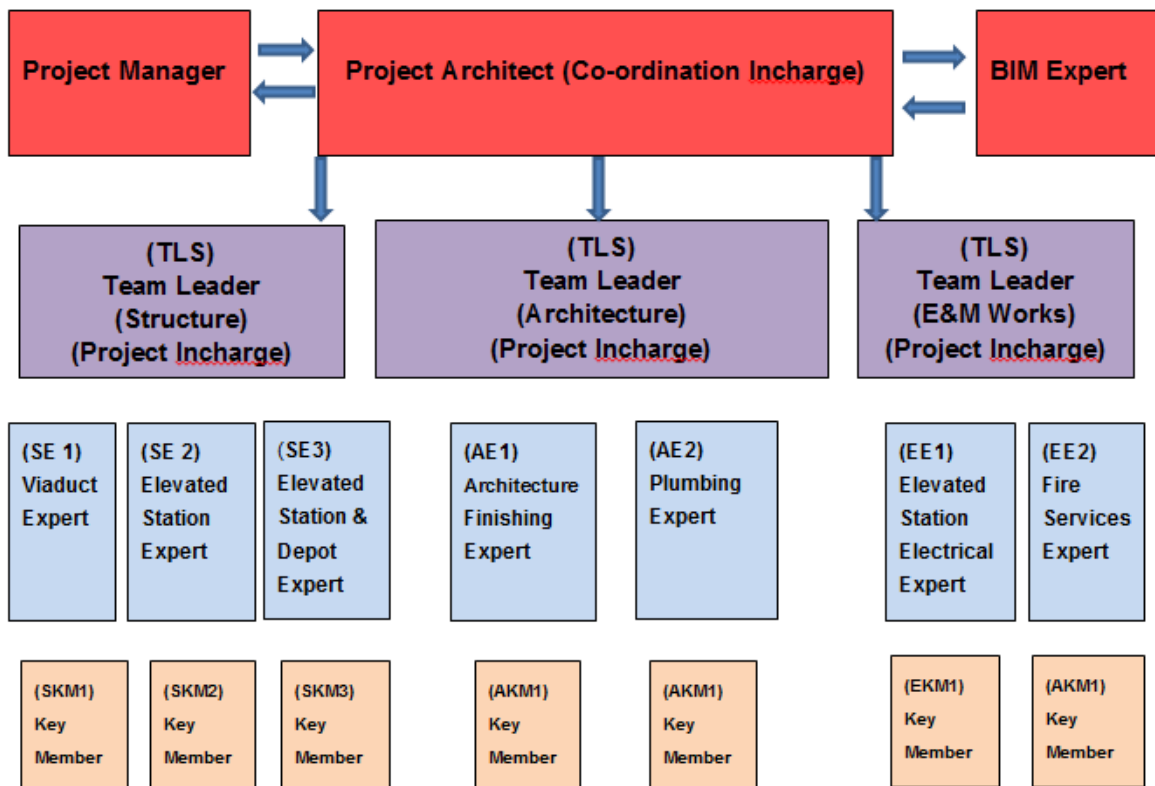 Project Manager
Project Architect (Co-ordination Incharge)
BIM Expert
(TLS)
Team Leader
(Structure)
(Project Incharge)
(TLS)
Team Leader
(Architecture)
(Project Incharge)
(TLS)
Team Leader
(E&M Works)
(Project Incharge)
(SE 1)
Viaduct
Expert
(SE 2)
Elevated
Station
Expert
(SE3)
Elevated
Station &
Depot
Expert
(AE1)
Architecture
Finishing
Expert
(AE2)
Plumbing
Expert
(EE1)
Elevated
Station
Electrical
Expert
(EE2)
Fire
Services
Expert
(SKM1)
Key
Member
(SKM2)
Key
Member
(SKM3)
Key
Member
(AKM1)
Key
Member
(AKM1)
Key
Member
(EKM1)
Key
Member
(AKM1)
Key
Member